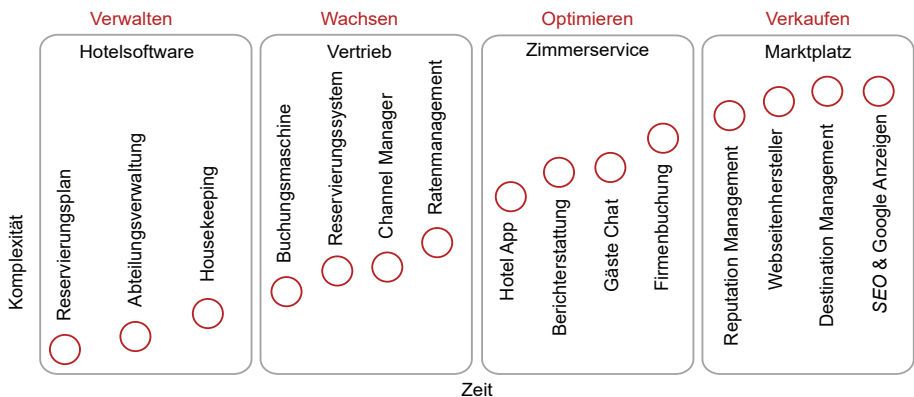 Verwalten
Wachsen
Optimieren
Verkaufen
Hotelsoftware
Vertrieb
Zimmerservice
Marktplatz
Komplexität
Reservierungsplan
Abteilungsverwaltung
Housekeeping
Buchungsmaschine
Reservierungssystem
Channel Manager
Ratenmanagement
Hotel App
Berichterstattung
Gäste Chat
Firmenbuchung
Reputation Management
Webseitenhersteller
Destination Management
SEO & Google Anzeigen
Zeit